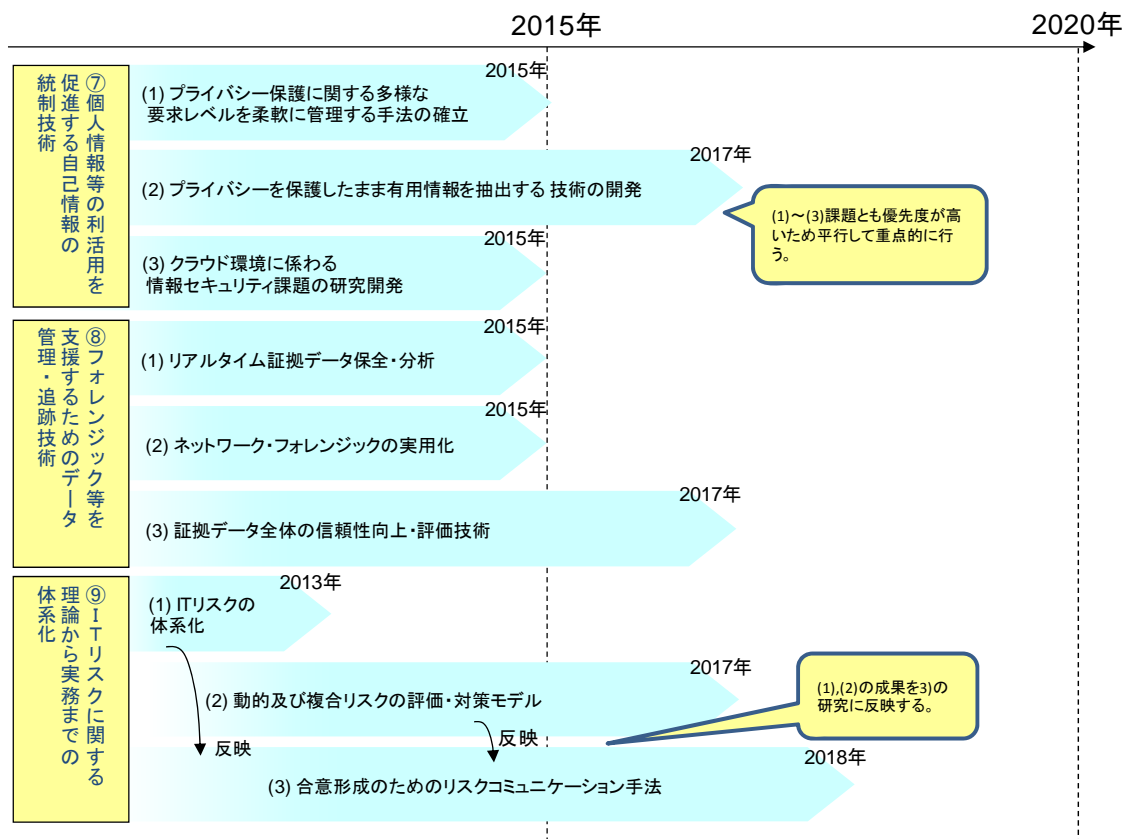 2015年
2020年
⑦個人情報等の利活用を
促進する自己情報の
統制技術
2015年
(1) プライバシー保護に関する多様な
要求レベルを柔軟に管理する手法の確立
2017年
(2) プライバシーを保護したまま有用情報を抽出する 技術の開発
(1)～(3)課題とも優先度が高
いため平行して重点的に行
う。
2015年
(3) クラウド環境に係わる
情報セキュリティ課題の研究開発
⑧フォレンジック等を
支援するためのデータ
管理・追跡技術
2015年
(1) リアルタイム証拠データ保全・分析
2015年
(2) ネットワーク・フォレンジックの実用化
2017年
(3) 証拠データ全体の信頼性向上・評価技術
⑨ITリスクに関する
理論から実務までの
体系化
2013年
(1) ITリスクの
体系化
2017年
(2) 動的及び複合リスクの評価・対策モデル
(1),(2)の成果を3)の
研究に反映する。
反映
反映
2018年
(3) 合意形成のためのリスクコミュニケーション手法